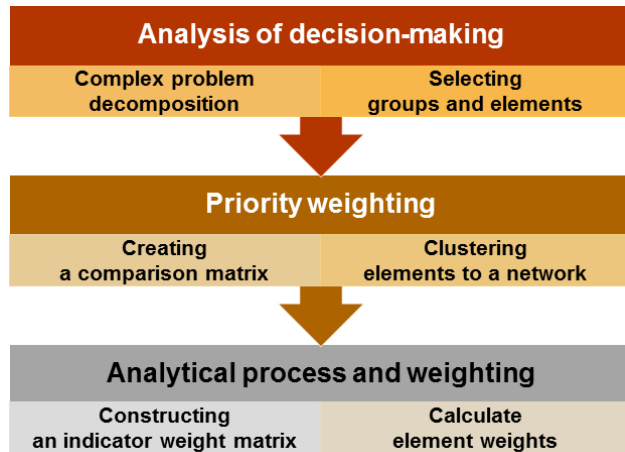 Analysis of decision-making
Complex problem
decomposition
Selecting
groups and elements
Priority weighting
Creating
a comparison matrix
Clustering
elements to a network
Analytical process and weighting
Constructing
an indicator weight matrix
Calculate
element weights